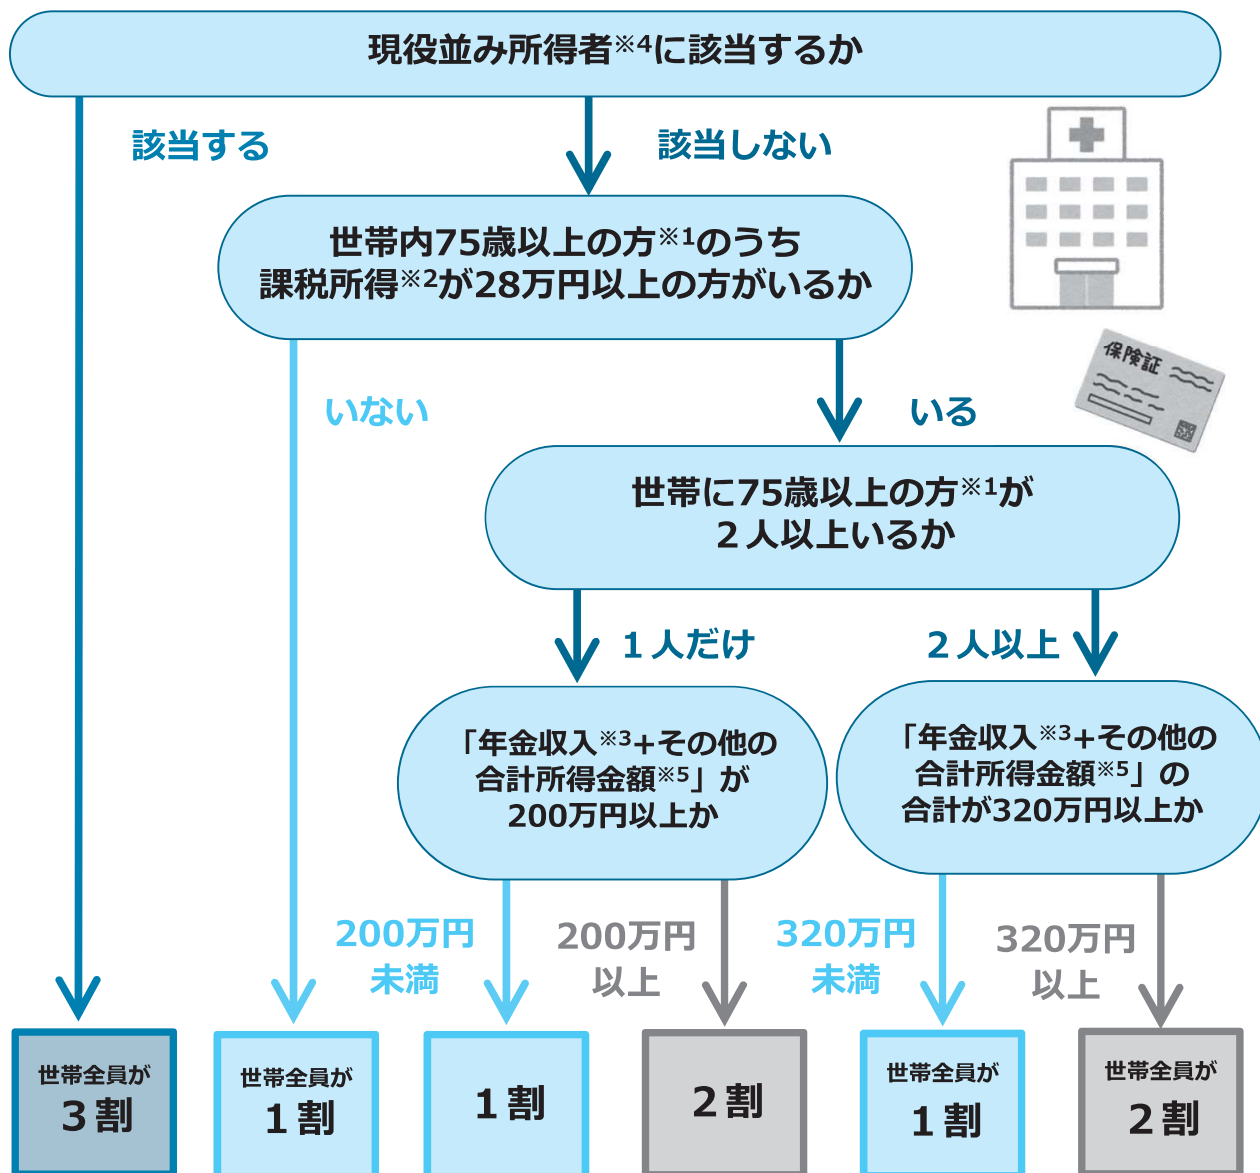 現役並み所得者※4に該当するか
該当する
該当しない
世帯内75歳以上の方※1のうち
課税所得※2が28万円以上の方がいるか
保険証
いない
いる
世帯に75歳以上の方※1が
２人以上いるか
１人だけ
２人以上
「年金収入※3+その他の
合計所得金額※5」が
200万円以上か
「年金収入※3+その他の
合計所得金額※5」の
合計が320万円以上か
200万円
未満
200万円
以上
320万円
未満
320万円
以上
世帯全員が
３割
世帯全員が
１割
１割
２割
世帯全員が
１割
世帯全員が
２割